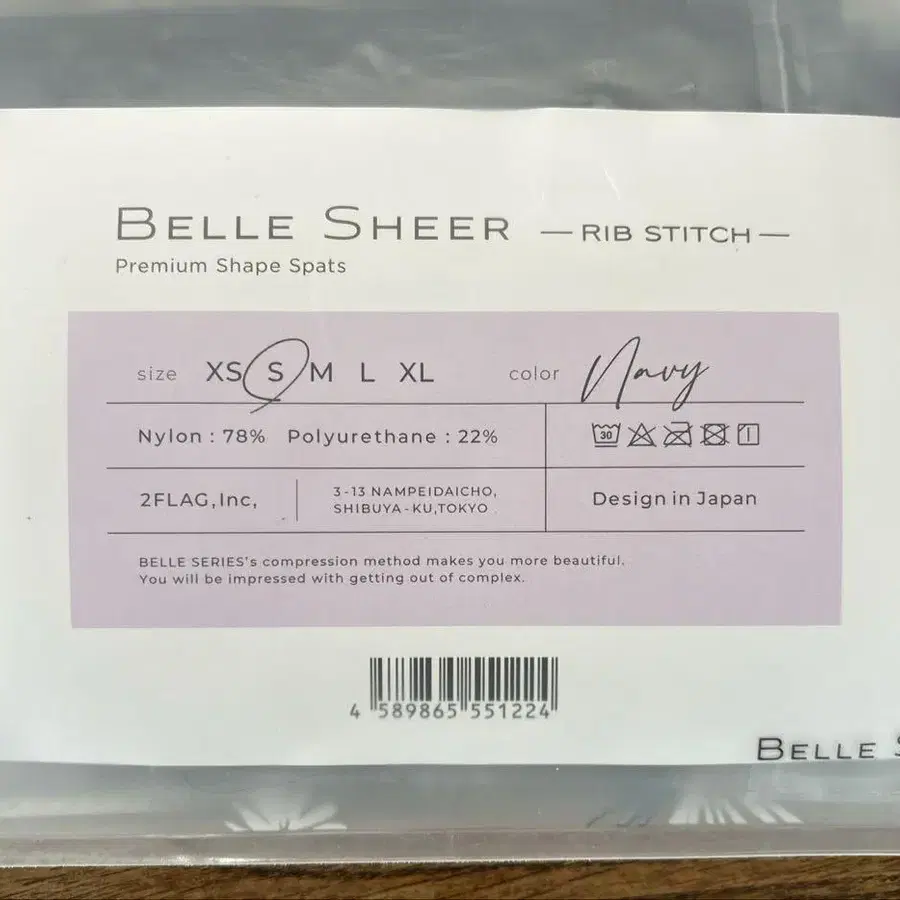 BELLE SHEER — RIB STITCH —
Premium Shape Spats
size XS S M L XL color Navy
Nylon : 78% Polyurethane : 22%
30
2FLAG,Inc,
3-13 NAMPEIDAICHO,
SHIBUYA-KU,TOKYO
Design in Japan
BELLE SERIES's compression method makes you more beautiful.
You will be impressed with getting out of complex.
4 589865 551224
BELLE